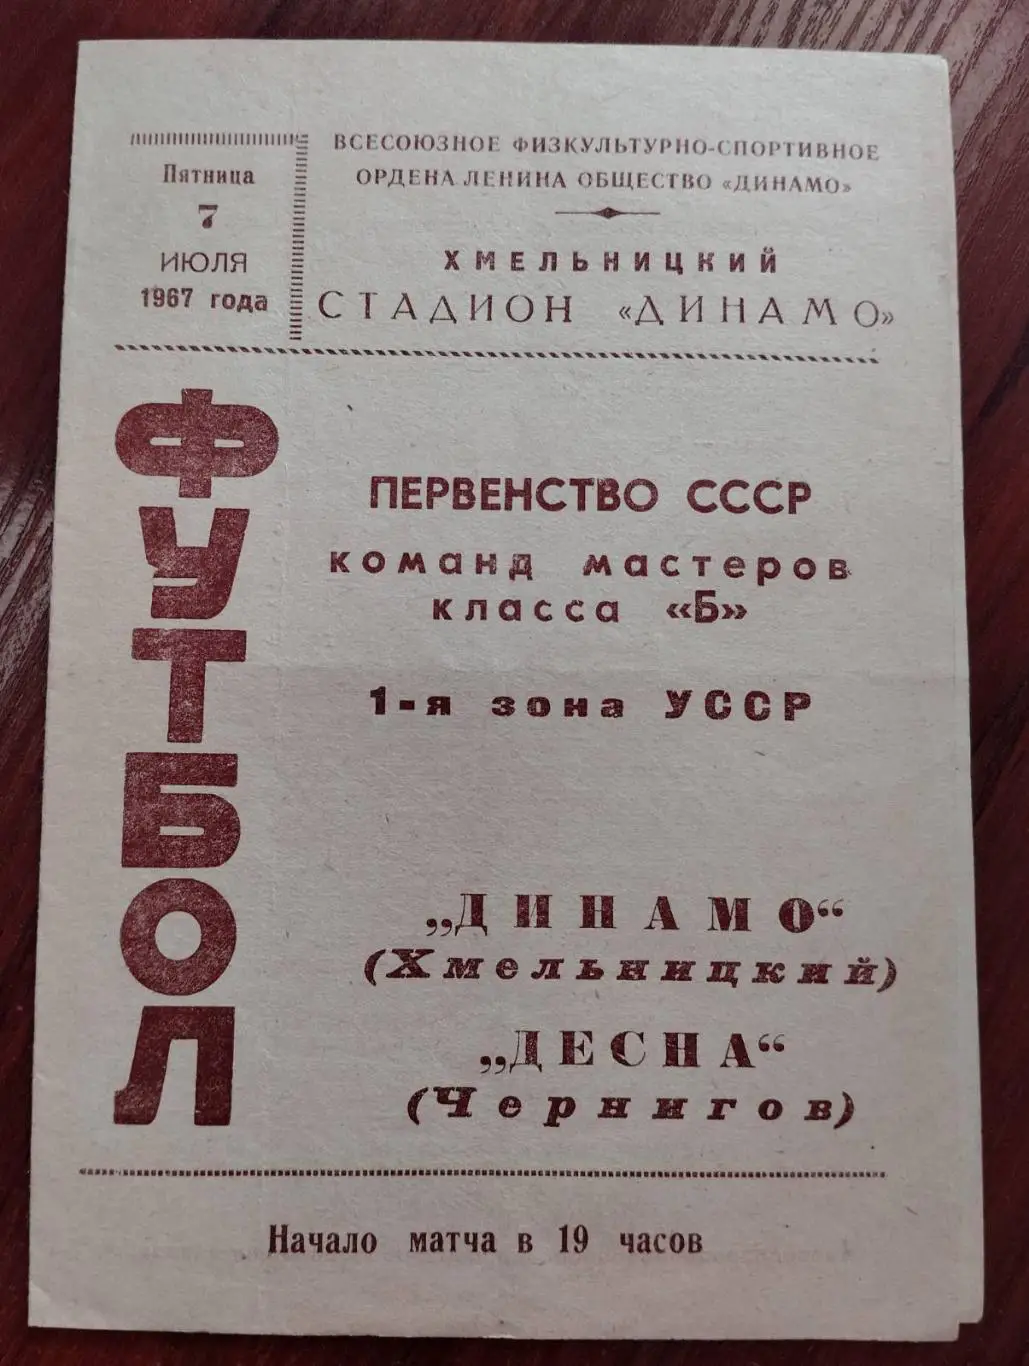 Пятница
7
ИЮЛЯ
1967 года
ВСЕСОЮЗНОЕ ФИЗКУЛЬТУРНО-СПОРТИВНОЕ
ОРДЕНА ЛЕНИНА ОБЩЕСТВО «ДИНАМО»
ХМЕЛЬНИЦКИЙ
СТАДИОН «ДИНАМО»
ФУТБОЛ
ПЕРВЕНСТВО СССР
команд мастеров
класса «Б»
1-я зона УССР
„ДИНАМО“
(Хмельницкий)
„ДЕСНА“
(Чернигов)
Начало матча в 19 часов